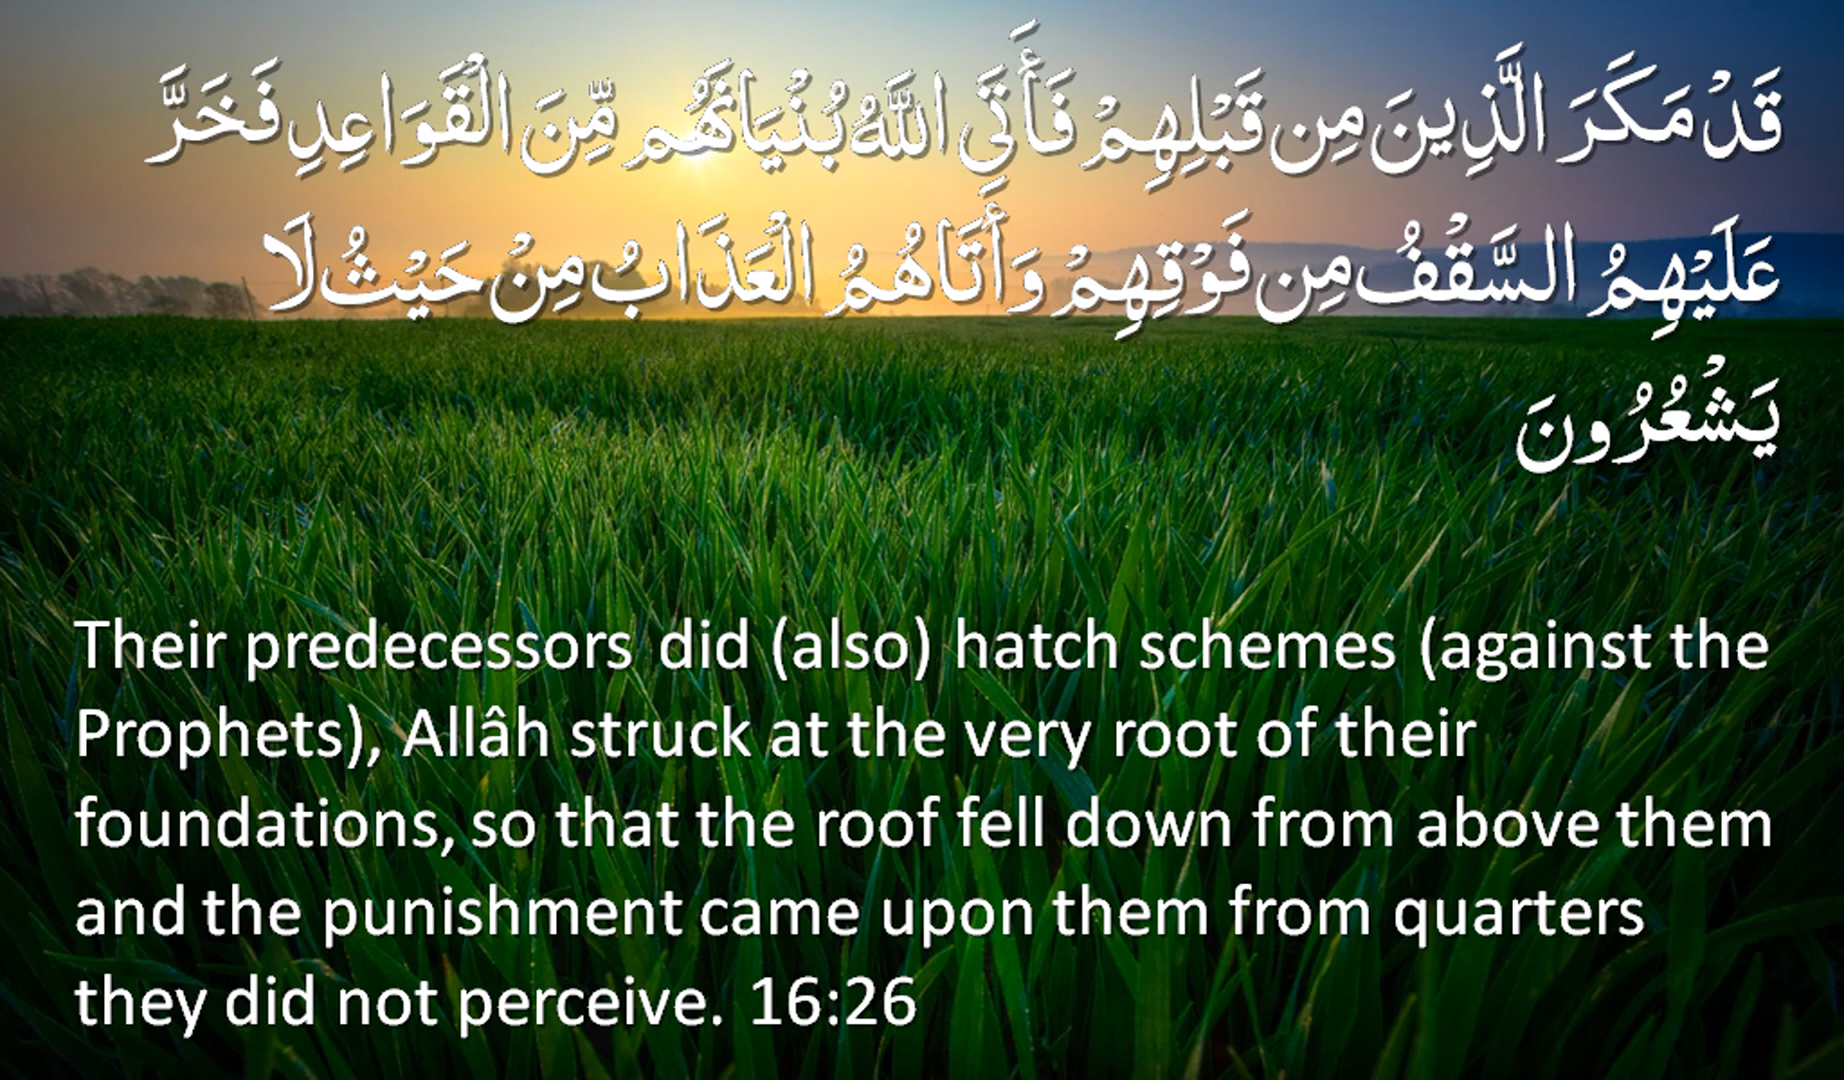 قَدْ مَكَرَ الَّذِينَ مِن قَبْلِهِمْ فَأَتَى اللَّهُ بُنْيَانَهُم مِّنَ الْقَوَاعِدِ فَخَرَّ
عَلَيْهِمُ السَّقْفُ مِن فَوْقِهِمْ وَأَتَاهُمُ الْعَذَابُ مِنْ حَيْثُ لَا
يَشْعُرُونَ
Their predecessors did (also) hatch schemes (against the
Prophets), Allâh struck at the very root of their
foundations, so that the roof fell down from above them
and the punishment came upon them from quarters
they did not perceive. 16:26